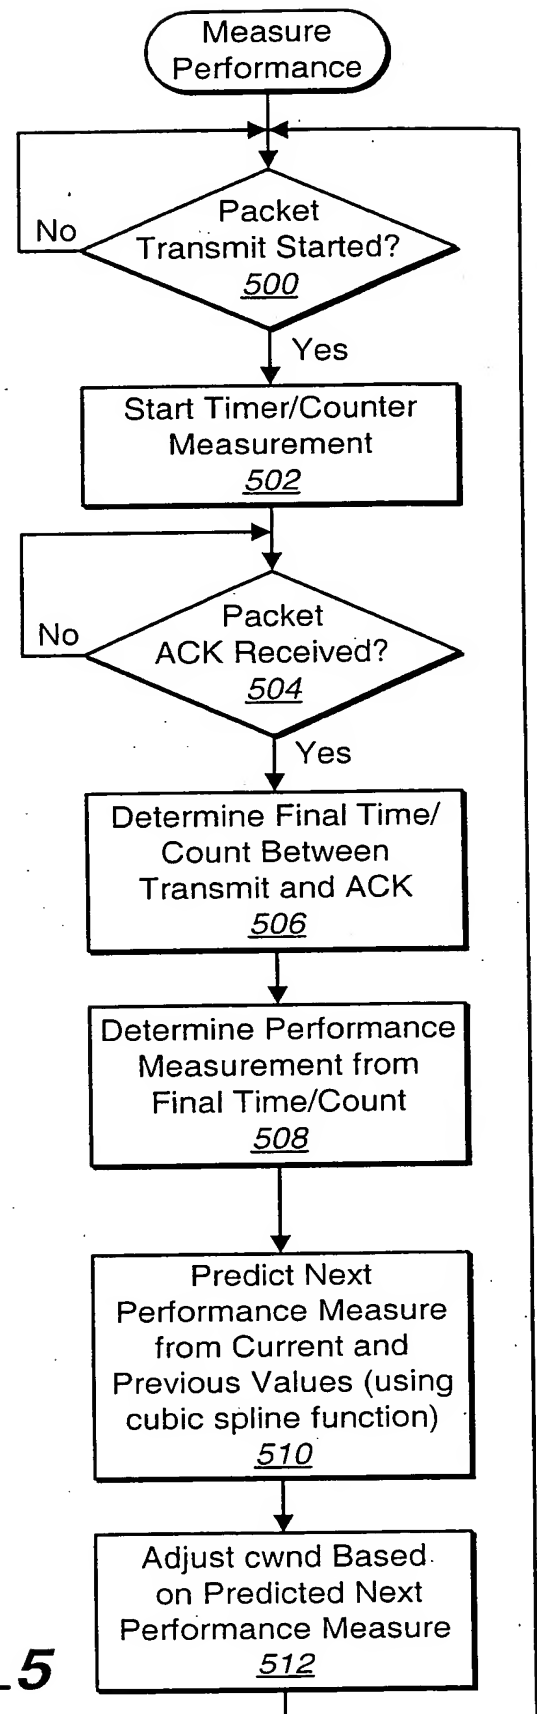 Measure
Performance
Packet
Transmit Started?
500
No
Yes
Start Timer/Counter
Measurement
502
Packet
ACK Received?
504
No
Yes
Determine Final Time/
Count Between
Transmit and ACK
506
Determine Performance
Measurement from
Final Time/Count
508
Predict Next
Performance Measure
from Current and
Previous Values (using
cubic spline function)
510
Adjust cwnd Based
on Predicted Next
Performance Measure
512
5